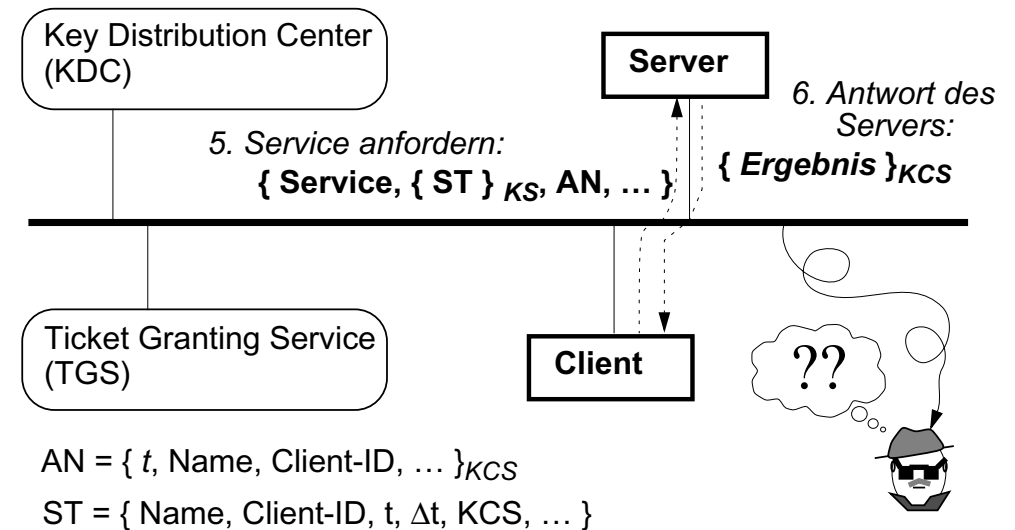 Key Distribution Center
(KDC)
Server
6. Antwort des
Servers:
{ Ergebnis }KCS
5. Service anfordern:
{ Service, { ST } KS, AN, … }
Ticket Granting Service
(TGS)
Client
??
AN = { t, Name, Client-ID, … }KCS
ST = { Name, Client-ID, t, Δt, KCS, … }